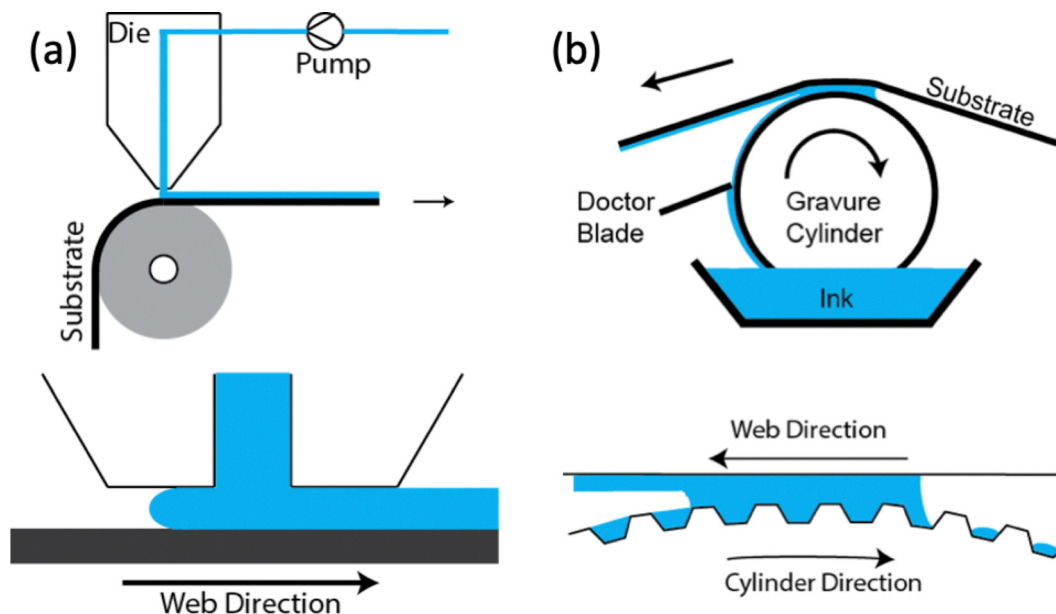 (a)
Die
Pump
Substrate
Web Direction
(b)
Substrate
Doctor
Blade
Gravure
Cylinder
Ink
Web Direction
Cylinder Direction